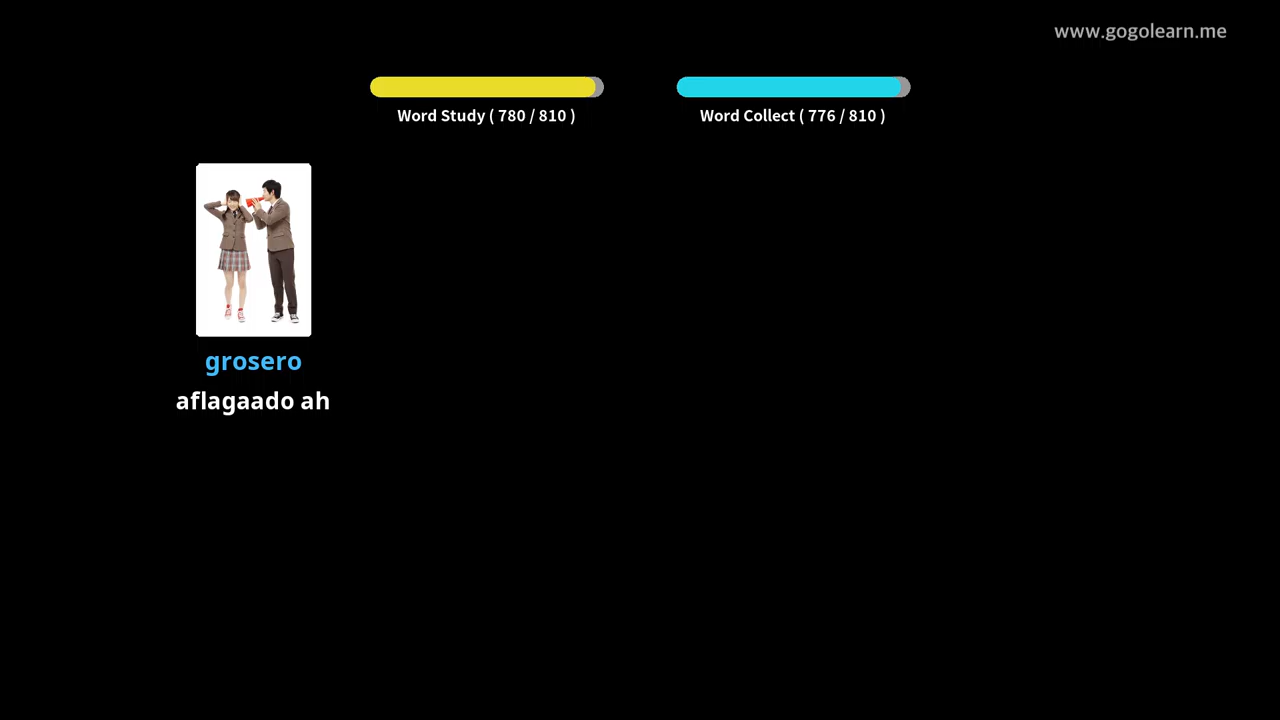 www.gogolearn.me
Word Study ( 780 / 810 )
Word Collect ( 776 / 810 )
grosero
aflagaado ah